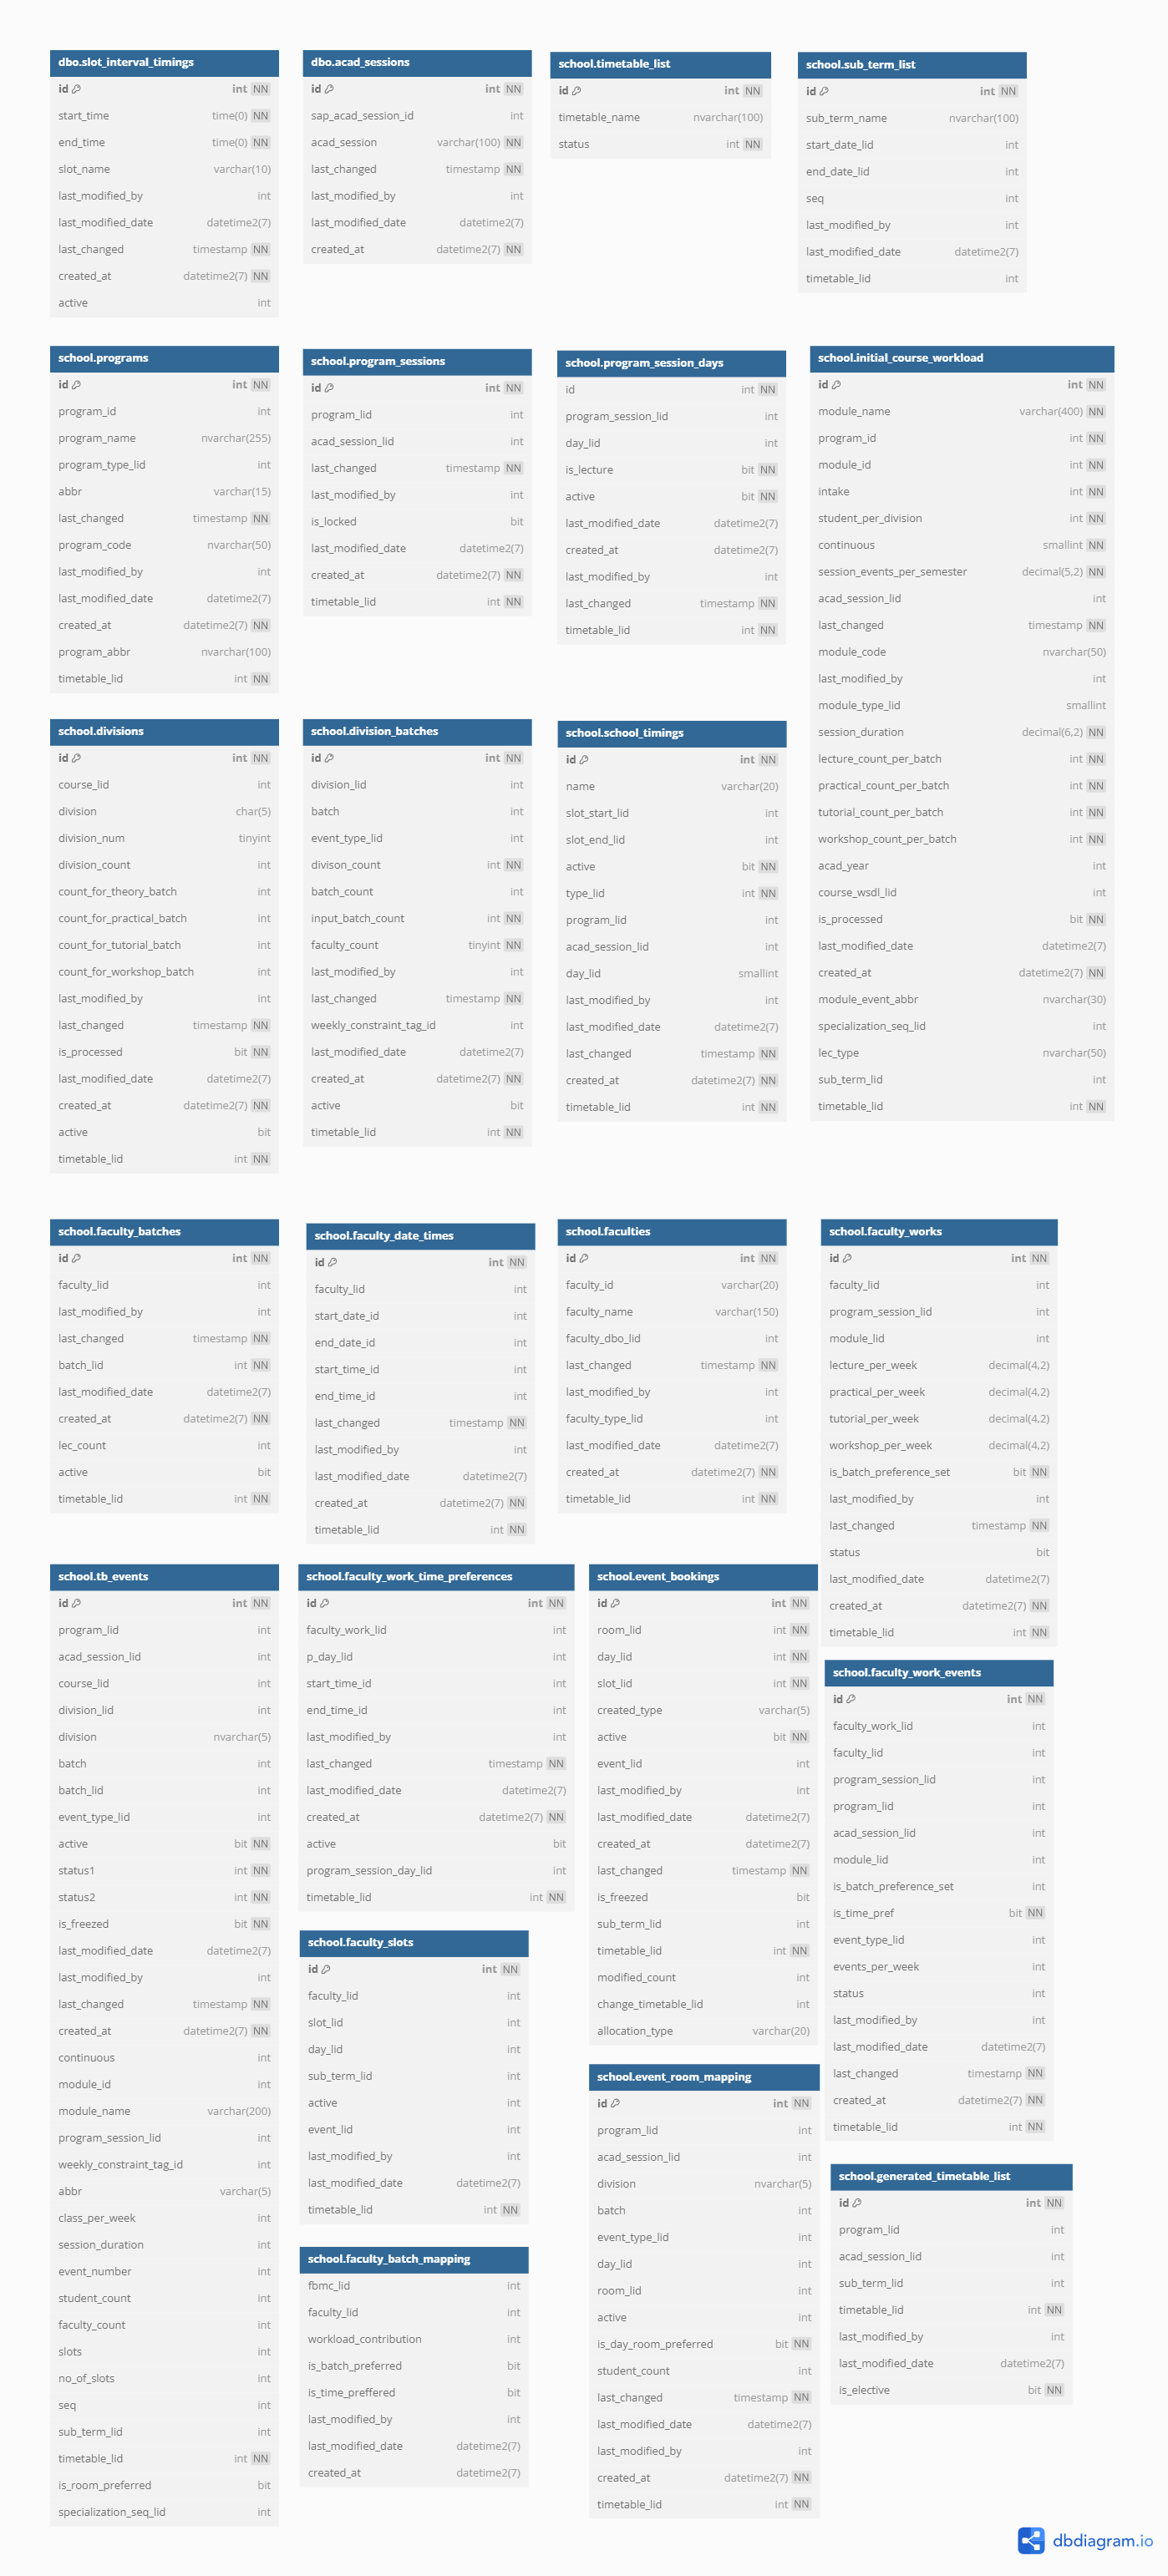 dbo.slot_interval_timings
id int NN
start_time time(0) NN
end_time time(0) NN
slot_name varchar(10)
last_modified_by int
last_modified_date datetime2(7)
last_changed timestamp NN
created_at datetime2(7) NN
active int
dbo.acad_sessions
id int NN
sap_acad_session_id int
acad_session varchar(100) NN
last_changed timestamp NN
last_modified_by int
last_modified_date datetime2(7)
created_at datetime2(7) NN
school.timetable_list
id int NN
timetable_name nvarchar(100)
status int NN
school.sub_term_list
id int NN
sub_term_name nvarchar(100)
start_date_lid int
end_date_lid int
seq int
last_modified_by int
last_modified_date datetime2(7)
timetable_lid int
school.programs
id int NN
program_id int
program_name nvarchar(255)
program_type_lid int
abbr varchar(15)
last_changed timestamp NN
program_code nvarchar(50)
last_modified_by int
last_modified_date datetime2(7)
created_at datetime2(7) NN
program_abbr nvarchar(100)
timetable_lid int NN
school.program_sessions
id int NN
program_lid int
acad_session_lid int
last_changed timestamp NN
last_modified_by int
is_locked bit
last_modified_date datetime2(7)
created_at datetime2(7) NN
timetable_lid int NN
school.program_session_days
id int NN
program_session_lid int
day_lid int
is_lecture bit NN
active bit NN
last_modified_date datetime2(7)
created_at datetime2(7)
last_modified_by int
last_changed timestamp NN
timetable_lid int NN
school.initial_course_workload
id int NN
module_name varchar(400) NN
program_id int NN
module_id int NN
intake int NN
student_per_division int NN
continuous smallint NN
session_events_per_semester decimal(5,2) NN
acad_session_lid int
last_changed timestamp NN
module_code nvarchar(50)
last_modified_by int
module_type_lid smallint
session_duration decimal(6,2) NN
lecture_count_per_batch int NN
practical_count_per_batch int NN
tutorial_count_per_batch int NN
workshop_count_per_batch int NN
acad_year int
course_wsdl_lid int
is_processed bit NN
last_modified_date datetime2(7)
created_at datetime2(7) NN
module_event_abbr nvarchar(30)
specialization_seq_lid int
lec_type nvarchar(50)
sub_term_lid int
timetable_lid int NN
school.divisions
id int NN
course_lid int
division char(5)
division_num tinyint
division_count int
count_for_theory_batch int
count_for_practical_batch int
count_for_tutorial_batch int
count_for_workshop_batch int
last_modified_by int
last_changed timestamp NN
is_processed bit NN
last_modified_date datetime2(7)
created_at datetime2(7) NN
active bit
timetable_lid int NN
school.division_batches
id int NN
division_lid int
batch int
event_type_lid int
divison_count int NN
batch_count int
input_batch_count int NN
faculty_count tinyint NN
last_modified_by int
last_changed timestamp NN
weekly_constraint_tag_id int
last_modified_date datetime2(7)
created_at datetime2(7) NN
active bit
timetable_lid int NN
school.school_timings
id int NN
name varchar(20)
slot_start_lid int
slot_end_lid int
active bit NN
type_lid int NN
program_lid int
acad_session_lid int
day_lid smallint
last_modified_by int
last_modified_date datetime2(7)
last_changed timestamp NN
created_at datetime2(7) NN
timetable_lid int NN
school.faculty_batches
id int NN
faculty_lid int
last_modified_by int
last_changed timestamp NN
batch_lid int NN
last_modified_date datetime2(7)
created_at datetime2(7) NN
lec_count int
active bit
timetable_lid int NN
school.faculty_date_times
id int NN
faculty_lid int
start_date_id int
end_date_id int
start_time_id int
end_time_id int
last_changed timestamp NN
last_modified_by int
last_modified_date datetime2(7)
created_at datetime2(7) NN
timetable_lid int NN
school.faculties
id int NN
faculty_id varchar(20)
faculty_name varchar(150)
faculty_dbo_lid int
last_changed timestamp NN
last_modified_by int
faculty_type_lid int
last_modified_date datetime2(7)
created_at datetime2(7) NN
timetable_lid int NN
school.faculty_works
id int NN
faculty_lid int
program_session_lid int
module_lid int
lecture_per_week decimal(4,2)
practical_per_week decimal(4,2)
tutorial_per_week decimal(4,2)
workshop_per_week decimal(4,2)
is_batch_preference_set bit NN
last_modified_by int
last_changed timestamp NN
status bit
last_modified_date datetime2(7)
created_at datetime2(7) NN
timetable_lid int NN
school.tb_events
id int NN
program_lid int
acad_session_lid int
course_lid int
division_lid int
division nvarchar(5)
batch int
batch_lid int
event_type_lid int
active bit NN
status1 int NN
status2 int NN
is_freezed bit NN
last_modified_date datetime2(7)
last_modified_by int
last_changed timestamp NN
created_at datetime2(7) NN
continuous int
module_id int
module_name varchar(200)
program_session_lid int
weekly_constraint_tag_id int
abbr varchar(5)
class_per_week int
session_duration int
event_number int
student_count int
faculty_count int
slots int
no_of_slots int
seq int
sub_term_lid int
timetable_lid int NN
is_room_preferred bit
specialization_seq_lid int
school.faculty_work_time_preferences
id int NN
faculty_work_lid int
p_day_lid int
start_time_id int
end_time_id int
last_modified_by int
last_changed timestamp NN
last_modified_date datetime2(7)
created_at datetime2(7) NN
active bit
program_session_day_lid int
timetable_lid int NN
school.faculty_slots
id int NN
faculty_lid int
slot_lid int
day_lid int
sub_term_lid int
active int
event_lid int
last_modified_by int
last_modified_date datetime2(7)
timetable_lid int NN
school.faculty_batch_mapping
fbmc_lid int
faculty_lid int
workload_contribution int
is_batch_preferred bit
is_time_preffered bit
last_modified_by int
last_modified_date datetime2(7)
created_at datetime2(7)
school.event_bookings
id int NN
room_lid int NN
day_lid int NN
slot_lid int NN
created_type varchar(5)
active bit NN
event_lid int
last_modified_by int
last_modified_date datetime2(7)
created_at datetime2(7)
last_changed timestamp NN
is_freezed bit
sub_term_lid int
timetable_lid int NN
modified_count int
change_timetable_lid int
allocation_type varchar(20)
school.event_room_mapping
id int NN
program_lid int
acad_session_lid int
division nvarchar(5)
batch int
event_type_lid int
day_lid int
room_lid int
active int
is_day_room_preferred bit NN
student_count int
last_changed timestamp NN
last_modified_date datetime2(7)
last_modified_by int
created_at datetime2(7) NN
timetable_lid int NN
school.faculty_work_events
id int NN
faculty_work_lid int
faculty_lid int
program_session_lid int
program_lid int
acad_session_lid int
module_lid int
is_batch_preference_set int
is_time_pref bit NN
event_type_lid int
events_per_week int
status int
last_modified_by int
last_modified_date datetime2(7)
last_changed timestamp NN
created_at datetime2(7) NN
timetable_lid int NN
school.generated_timetable_list
id int NN
program_lid int
acad_session_lid int
sub_term_lid int
timetable_lid int NN
last_modified_by int
last_modified_date datetime2(7)
is_elective bit NN
dbdiagram.io